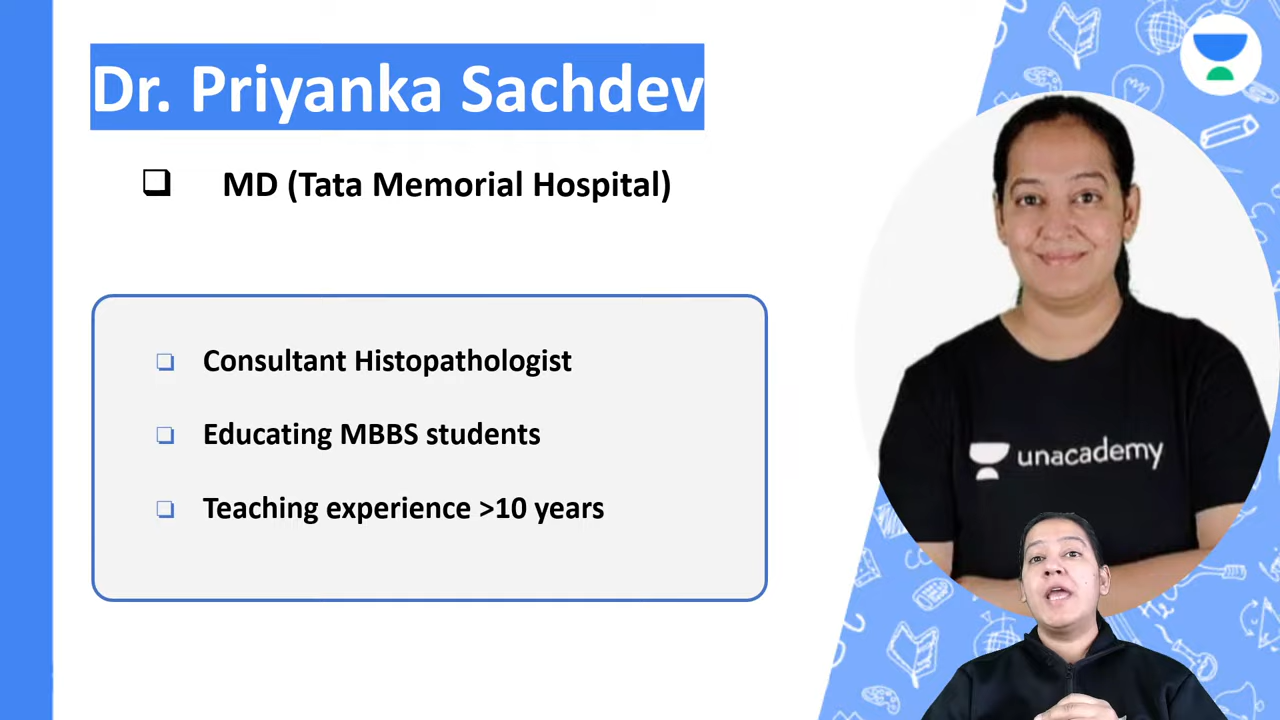 Dr. Priyanka Sachdev
MD (Tata Memorial Hospital)
Consultant Histopathologist
Educating MBBS students
Teaching experience >10 years
unacademy